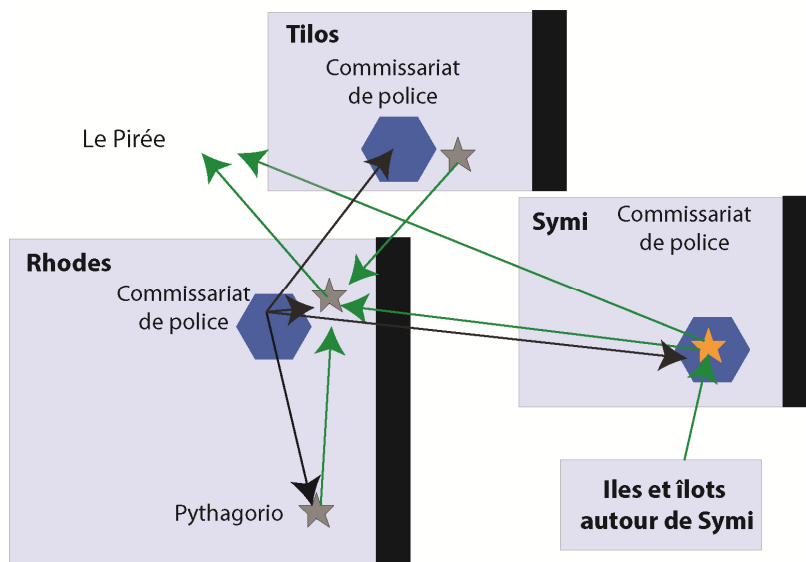 Tilos
Commissariat
de police
Le Pirée
Symi
Commissariat
de police
Rhodes
Commissariat
de police
Pythagorio
Iles et îlots
autour de Symi